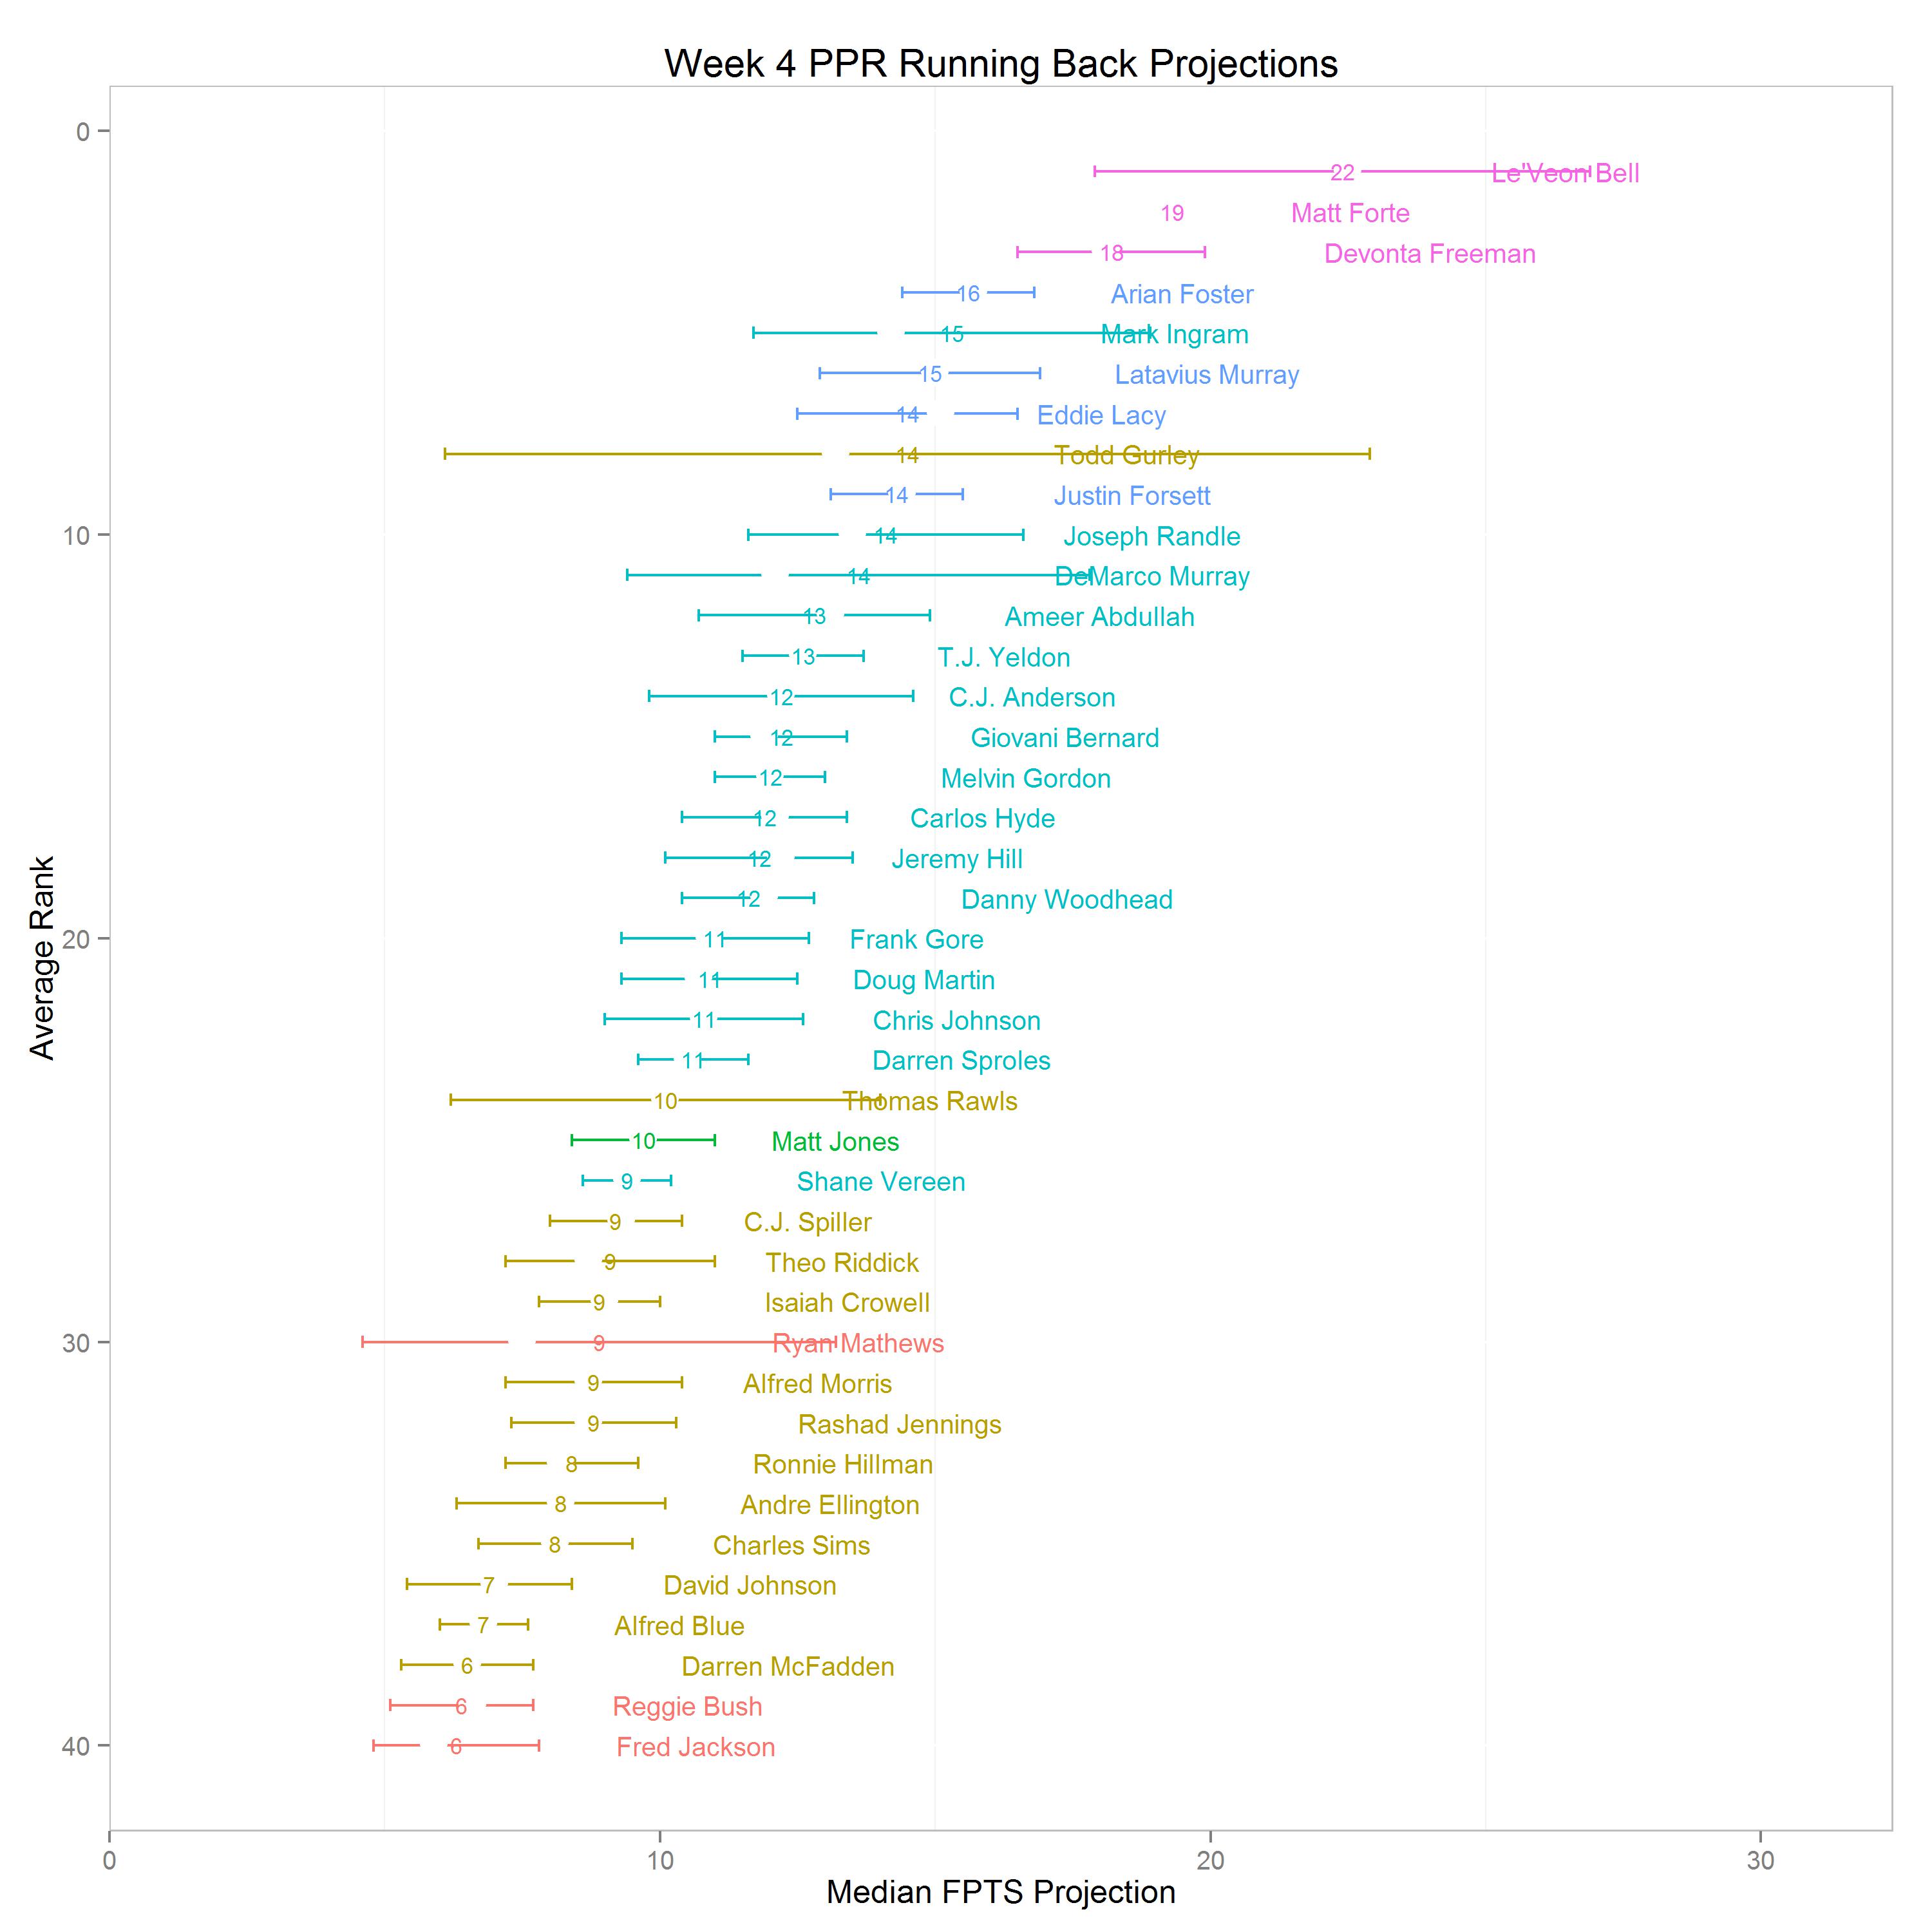 Week 4 PPR Running Back Projections
0
22 Le'Veon Bell
19 Matt Forte
18 Devonta Freeman
16 Arian Foster
15 Mark Ingram
15 Latavius Murray
14 Eddie Lacy
14 Todd Gurley
14 Justin Forsett
10 14 Joseph Randle
14 DeMarco Murray
13 Ameer Abdullah
13 T.J. Yeldon
12 C.J. Anderson
12 Giovani Bernard
12 Melvin Gordon
12 Carlos Hyde
12 Jeremy Hill
12 Danny Woodhead
20 11 Frank Gore
11 Doug Martin
11 Chris Johnson
11 Darren Sproles
10 Thomas Rawls
10 Matt Jones
9 Shane Vereen
9 C.J. Spiller
9 Theo Riddick
9 Isaiah Crowell
30 9 Ryan Mathews
9 Alfred Morris
9 Rashad Jennings
8 Ronnie Hillman
8 Andre Ellington
8 Charles Sims
7 David Johnson
7 Alfred Blue
6 Darren McFadden
6 Reggie Bush
40 6 Fred Jackson
Average Rank
0 10 20 30
Median FPTS Projection